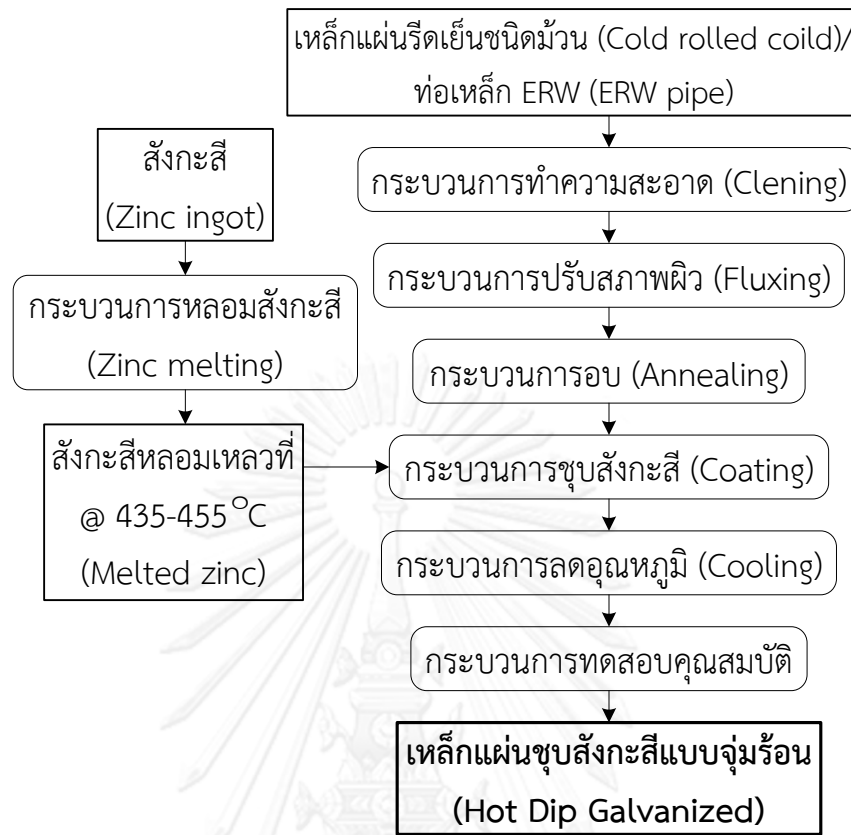 เหล็กแผ่นรีดเย็นชนิดม้วน (Cold rolled coild)/
ท่อเหล็ก ERW (ERW pipe)
สังกะสี
(Zinc ingot)
กระบวนการหลอมสังกะสี
(Zinc melting)
สังกะสีหลอมเหลวที่
@ 435-455 °C
(Melted zinc)
กระบวนการทำความสะอาด (Clening)
กระบวนการปรับสภาพผิว (Fluxing)
กระบวนการอบ (Annealing)
กระบวนการชุบสังกะสี (Coating)
กระบวนการลดอุณหภูมิ (Cooling)
กระบวนการทดสอบคุณสมบัติ
เหล็กแผ่นชุบสังกะสีแบบจุ่มร้อน
(Hot Dip Galvanized)